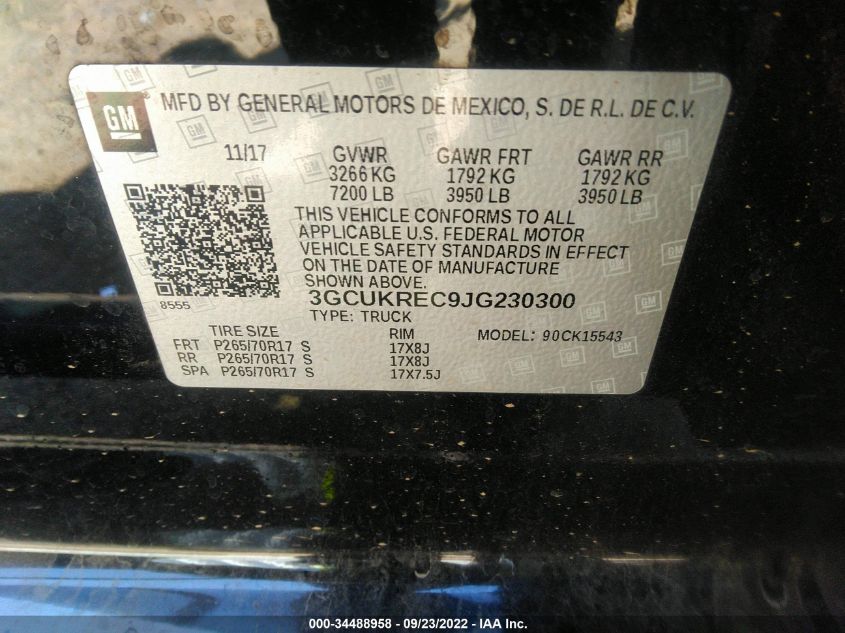 GM
MFD BY GENERAL MOTORS DE MEXICO, S. DE R.L. DE C.V.
11/17 GVWR GAWR FRT GAWR RR
3266 KG 1792 KG 1792 KG
7200 LB 3950 LB 3950 LB
THIS VEHICLE CONFORMS TO ALL
APPLICABLE U.S. FEDERAL MOTOR
VEHICLE SAFETY STANDARDS IN EFFECT
ON THE DATE OF MANUFACTURE
SHOWN ABOVE.
8555
3GCUKREC9JG230300
TYPE: TRUCK
TIRE SIZE RIM MODEL: 90CK15543
FRT P265/70R17 S 17X8J
RR P265/70R17 S 17X8J
SPA P265/70R17 S 17X7.5J
000-34488958 - 09/23/2022 - IAA Inc.